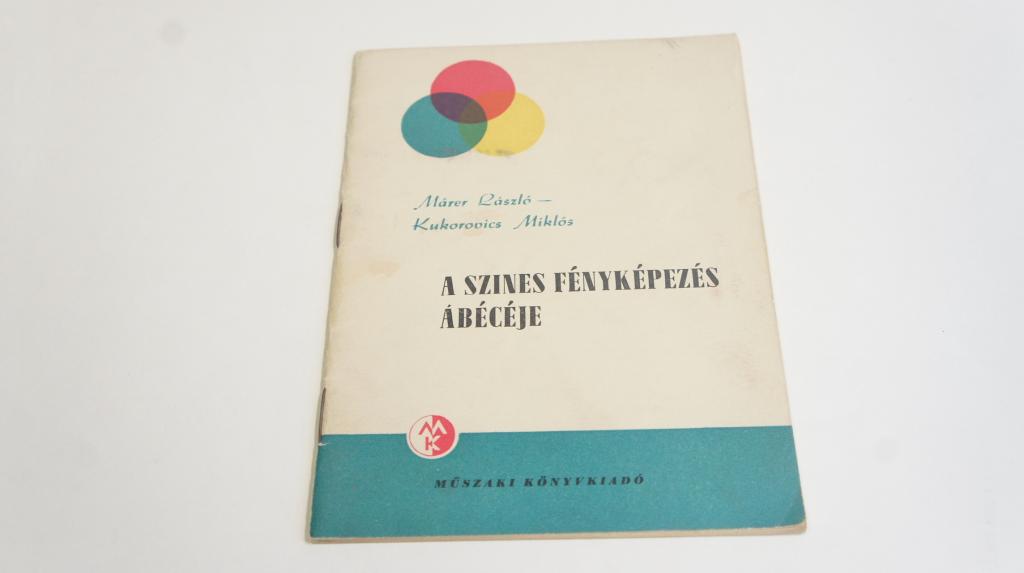 Márer László —
Kukorovics Miklós
A SZINES FÉNYKÉPEZÉS
ÁBÉCÉJE
MK
MŰSZAKI KÖNYVKIADÓ